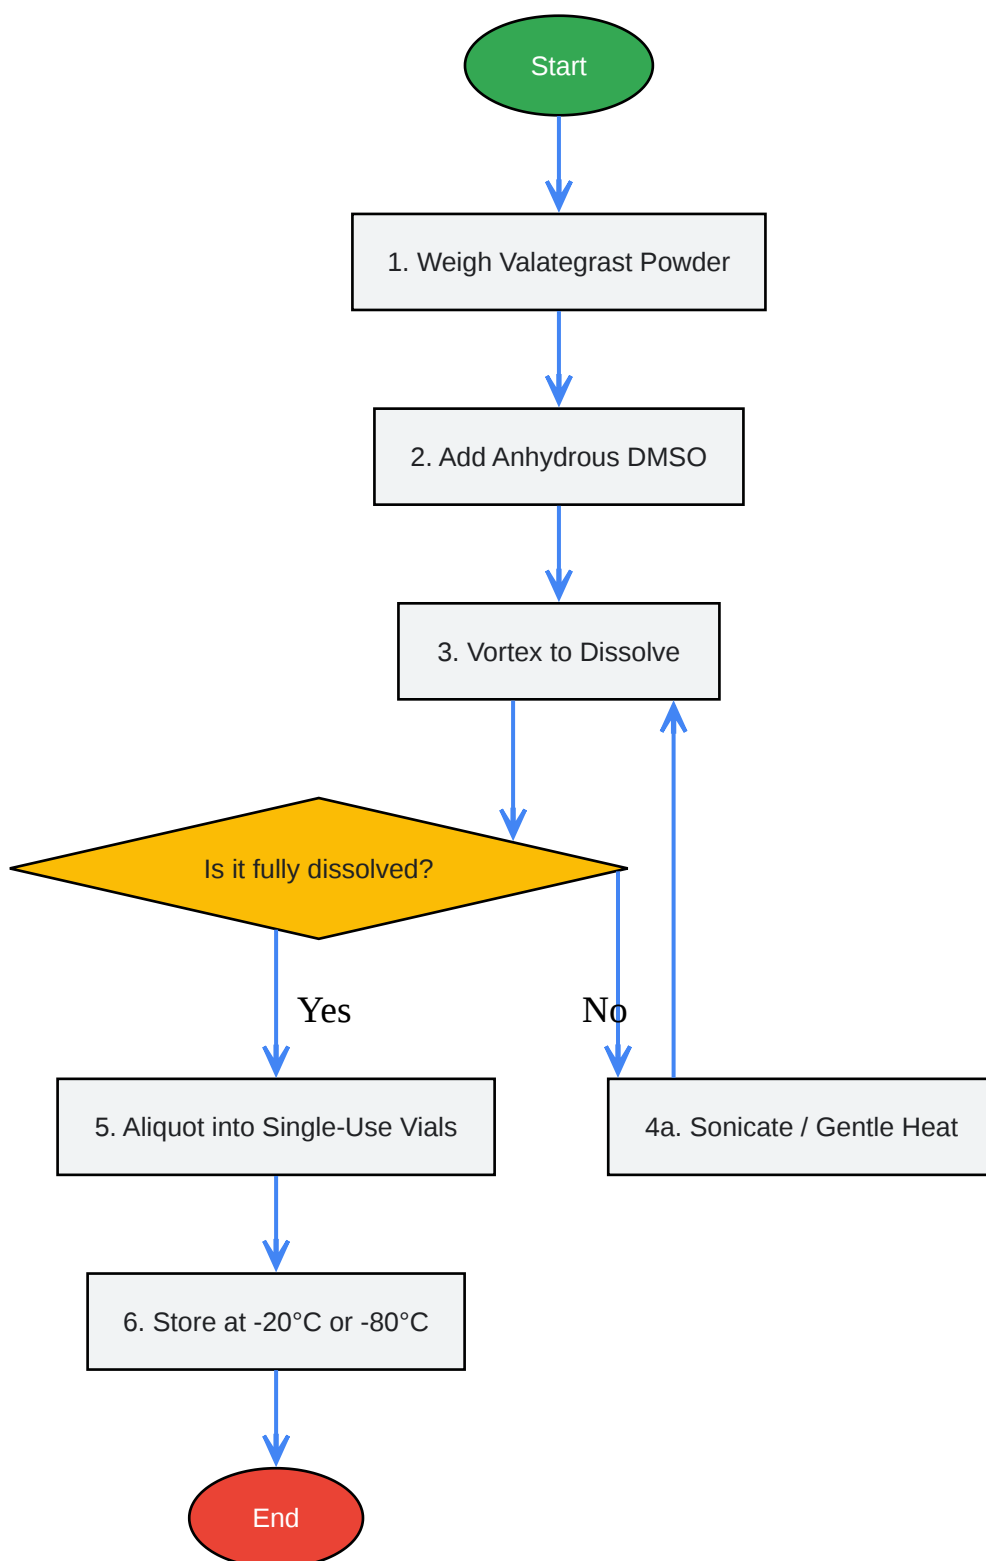 Start
1. Weigh Valategrast Powder
2. Add Anhydrous DMSO
3. Vortex to Dissolve
Is it fully dissolved?
Yes
No
5. Aliquot into Single-Use Vials
4a. Sonicate / Gentle Heat
6. Store at -20°C or -80°C
End